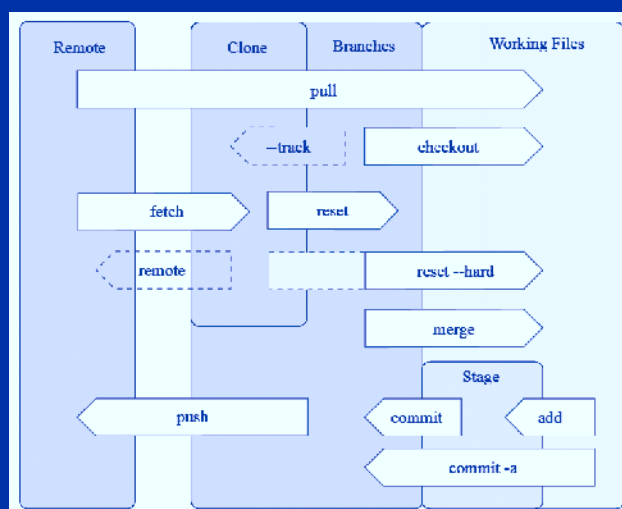 Remote
Clone
Branches
Working Files
pull
--track
checkout
fetch
reset
remote
reset --hard
merge
Stage
push
commit
add
commit -a